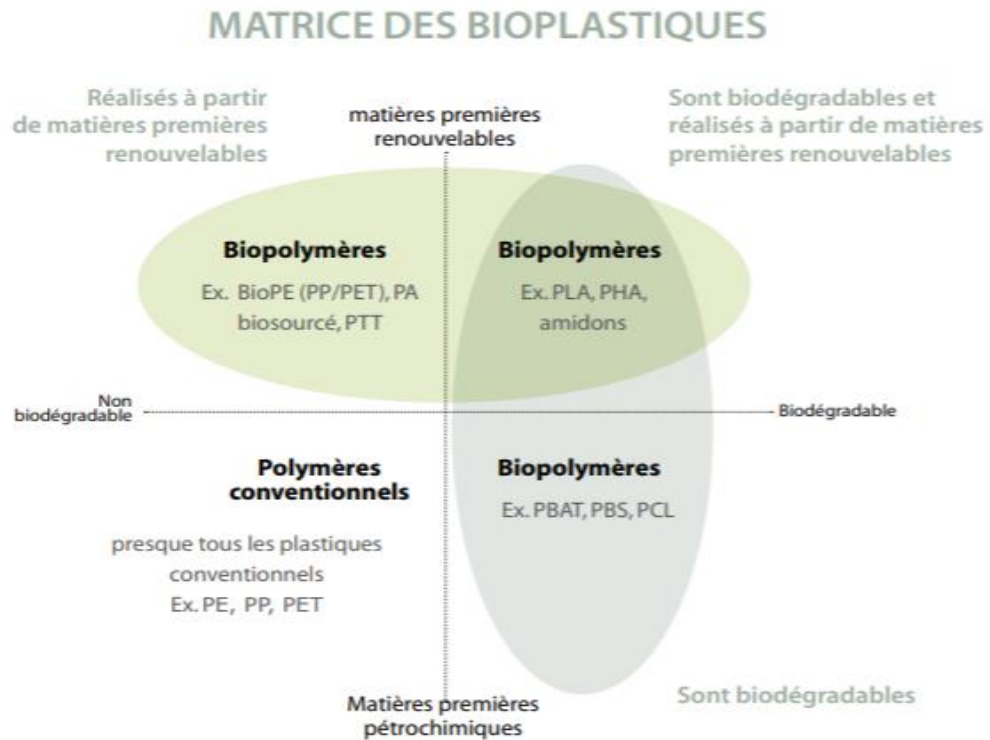 MATRICE DES BIOPLASTIQUES
Réalisés à partir
de matières premières
renouvelables
matières premières
renouvelables
Sont biodégradables et
réalisés à partir de matières
premières renouvelables
Biopolymères
Ex. BioPE (PP/PET), PA
biosourcé, PTT
Biopolymères
Ex. PLA, PHA,
amidons
Non
biodégradable
Biodégradable
Polymères
conventionnels
presque tous les plastiques
conventionnels
Ex. PE, PP, PET
Biopolymères
Ex. PBAT, PBS, PCL
Matières premières
pétrochimiques
Sont biodégradables